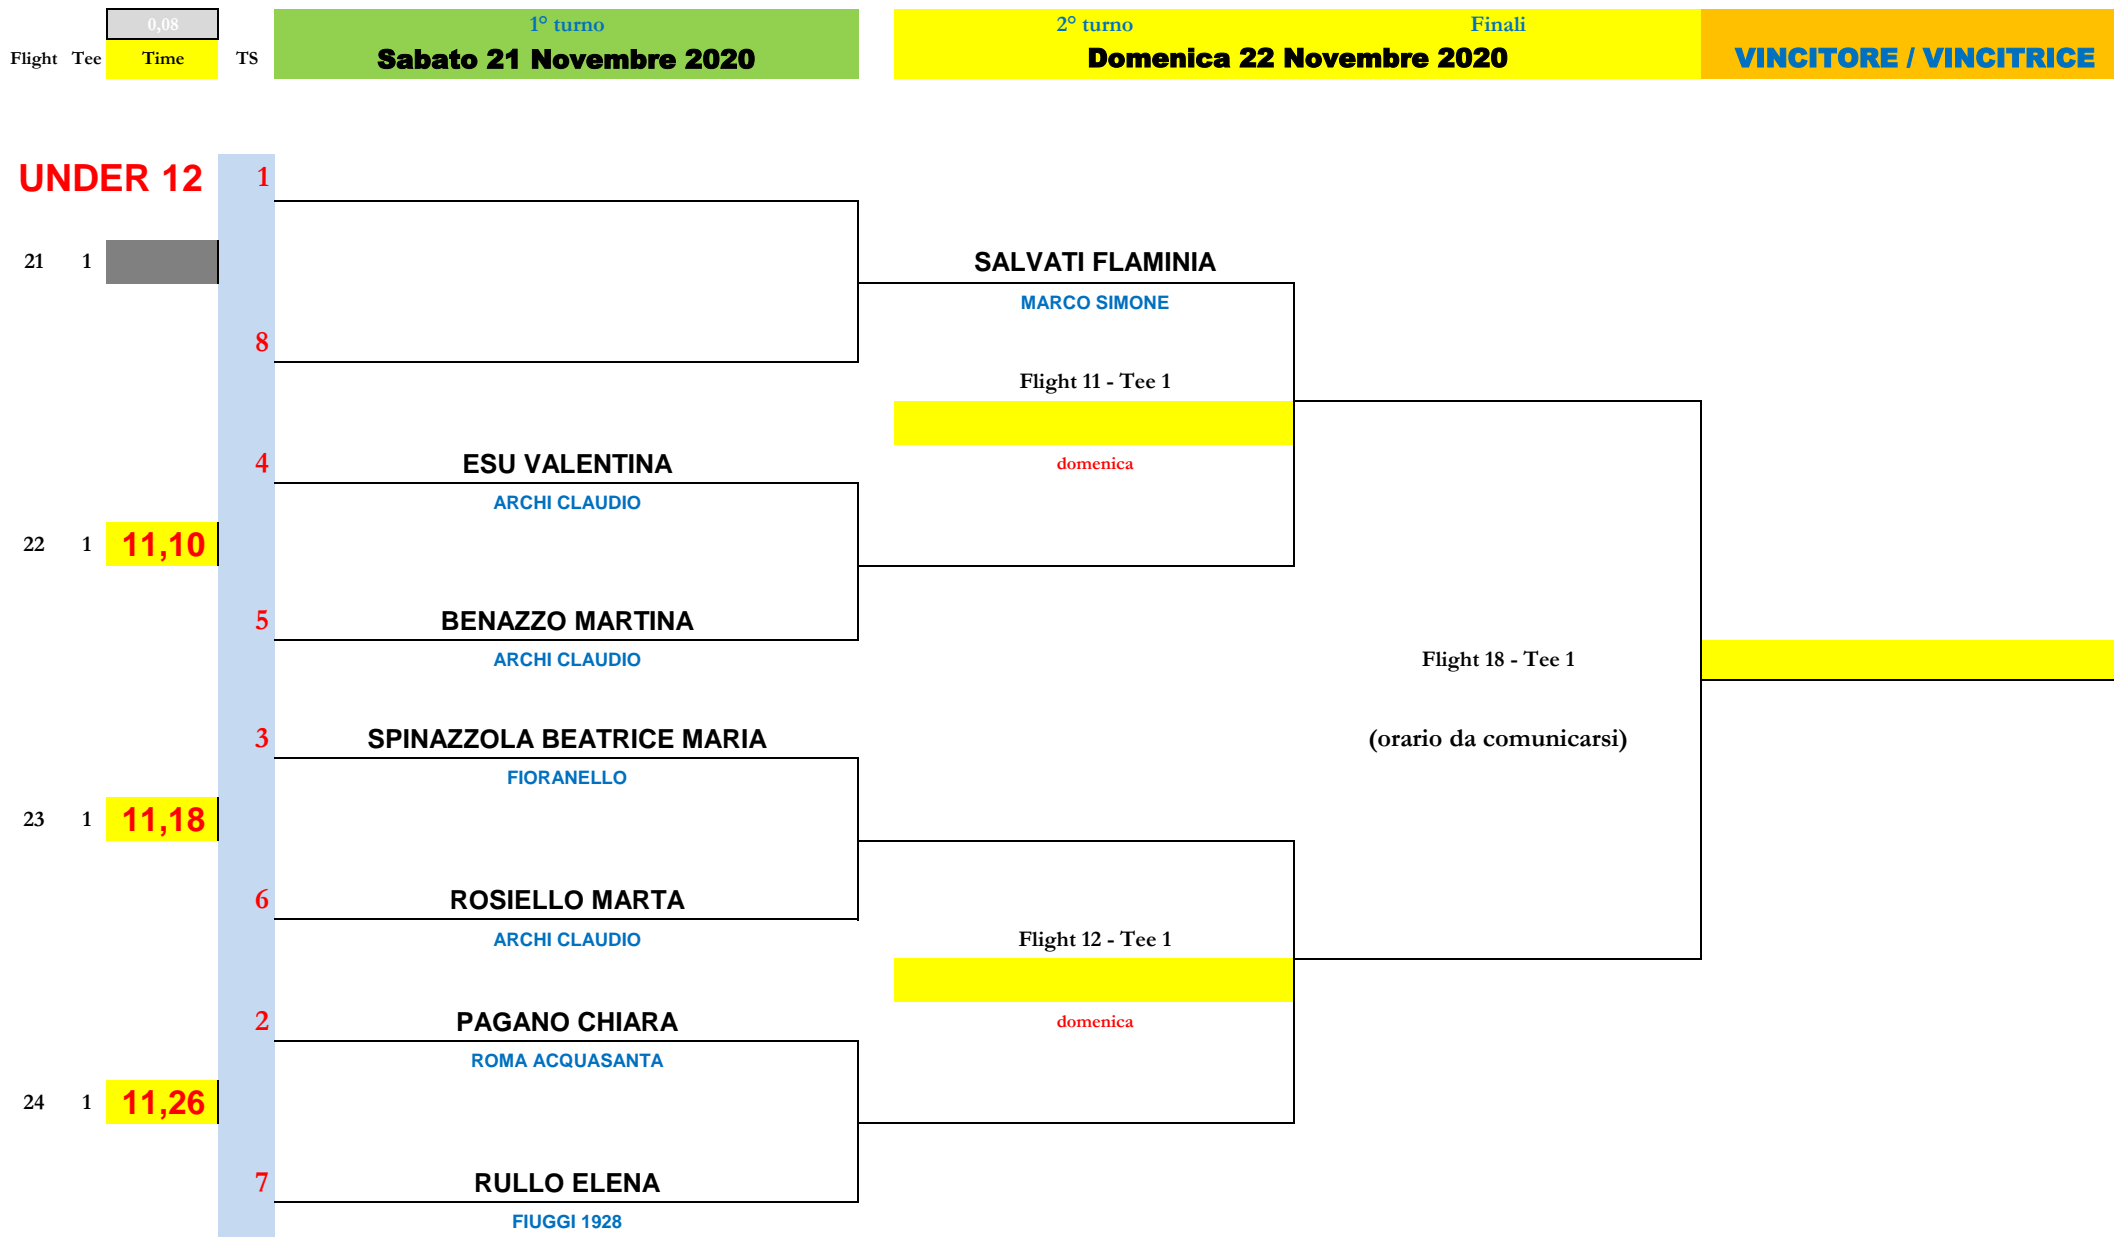 0,08 1° turno 2° turno Finali
Flight Tee Time TS Sabato 21 Novembre 2020 Domenica 22 Novembre 2020 VINCITORE / VINCITRICE
UNDER 12 1
21 1 SALVATI FLAMINIA
MARCO SIMONE
8
Flight 11 - Tee 1
4 ESU VALENTINA domenica
ARCHI CLAUDIO
22 1 11,10
5 BENAZZO MARTINA
ARCHI CLAUDIO Flight 18 - Tee 1
3 SPINAZZOLA BEATRICE MARIA (orario da comunicarsi)
FIORANELLO
23 1 11,18
6 ROSIELLO MARTA
ARCHI CLAUDIO Flight 12 - Tee 1
2 PAGANO CHIARA domenica
ROMA ACQUASANTA
24 1 11,26
7 RULLO ELENA
FIUGGI 1928